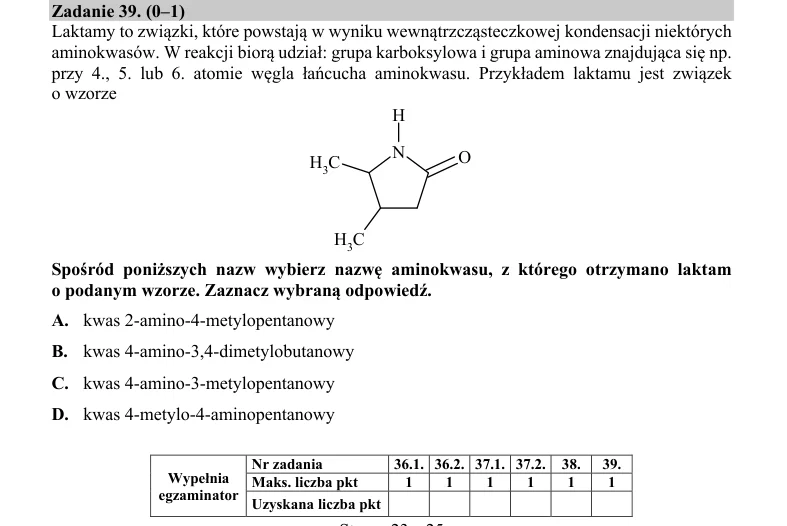 Zadanie 39. (0–1)
Laktamy to związki, które powstają w wyniku wewnątrzcząsteczkowej kondensacji niektórych
aminokwasów. W reakcji biorą udział: grupa karboksylowa i grupa aminowa znajdująca się np.
przy 4., 5. lub 6. atomie węgla łańcucha aminokwasu. Przykładem laktamu jest związek
o wzorze
H
N
H₃C
O
H₃C
Spośród poniższych nazw wybierz nazwę aminokwasu, z którego otrzymano laktam
o podanym wzorze. Zaznacz wybraną odpowiedź.
A. kwas 2-amino-4-metylopentanowy
B. kwas 4-amino-3,4-dimetylobutanowy
C. kwas 4-amino-3-metylopentanowy
D. kwas 4-metylo-4-aminopentanowy
Wypełnia egzaminator
Nr zadania 36.1. 36.2. 37.1. 37.2. 38. 39.
Maks. liczba pkt 1 1 1 1 1 1
Uzyskana liczba pkt